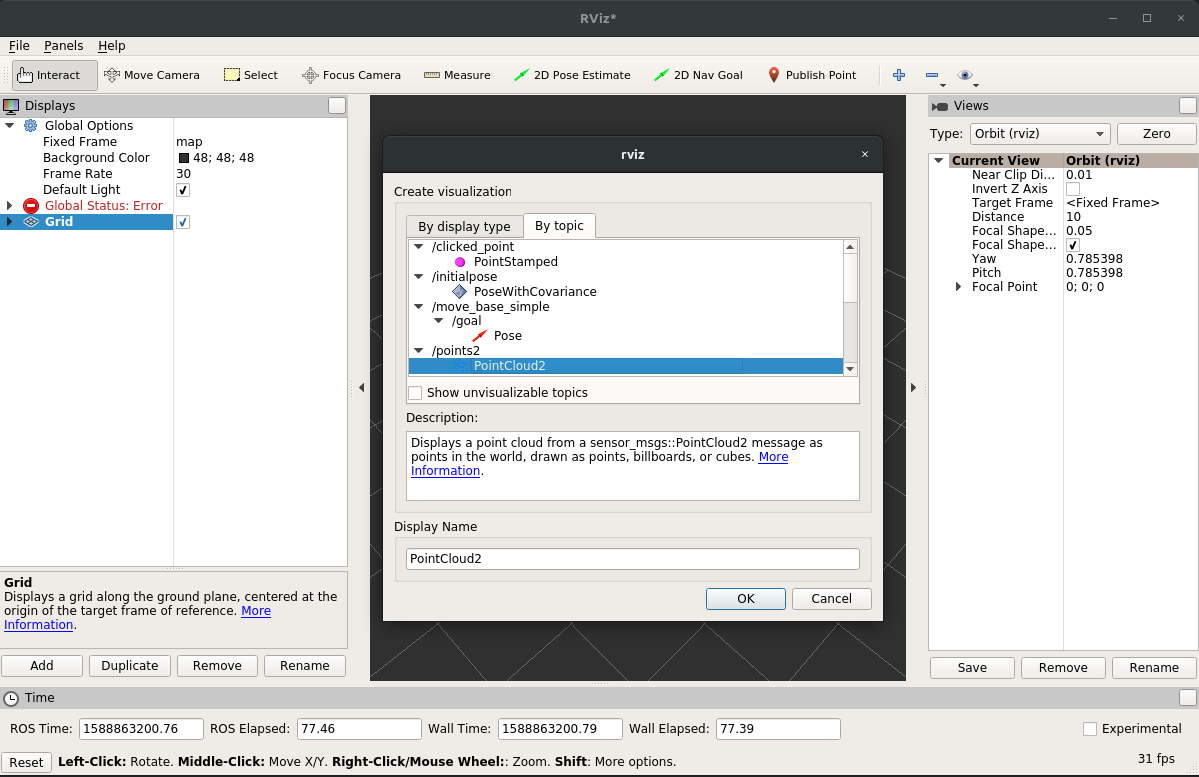 RViz*
File Panels Help
Interact Move Camera Select Focus Camera Measure 2D Pose Estimate 2D Nav Goal Publish Point
Displays
Global Options
Fixed Frame map
Background Color 48; 48; 48
Frame Rate 30
Default Light
Global Status: Error
Grid
Grid
Displays a grid along the ground plane, centered at the
origin of the target frame of reference. More
Information.
Add Duplicate Remove Rename
rviz
Create visualization
By display type By topic
/clicked_point
PointStamped
/initialpose
PoseWithCovariance
/move_base_simple
/goal
Pose
/points2
PointCloud2
Show unvisualizable topics
Description:
Displays a point cloud from a sensor_msgs::PointCloud2 message as
points in the world, drawn as points, billboards, or cubes. More
Information.
Display Name
PointCloud2
OK Cancel
Views
Type: Orbit (rviz) Zero
Current View Orbit (rviz)
Near Clip Di... 0.01
Invert Z Axis
Target Frame <Fixed Frame>
Distance 10
Focal Shape... 0.05
Focal Shape...
Yaw 0.785398
Pitch 0.785398
Focal Point 0; 0; 0
Save Remove Rename
Time
ROS Time: 1588863200.76 ROS Elapsed: 77.46 Wall Time: 1588863200.79 Wall Elapsed: 77.39 Experimental
Reset Left-Click: Rotate. Middle-Click: Move X/Y. Right-Click/Mouse Wheel:: Zoom. Shift: More options. 31 fps